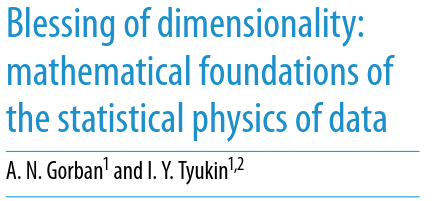 Blessing of dimensionality:
mathematical foundations of
the statistical physics of data
A. N. Gorban1 and I. Y. Tyukin1,2